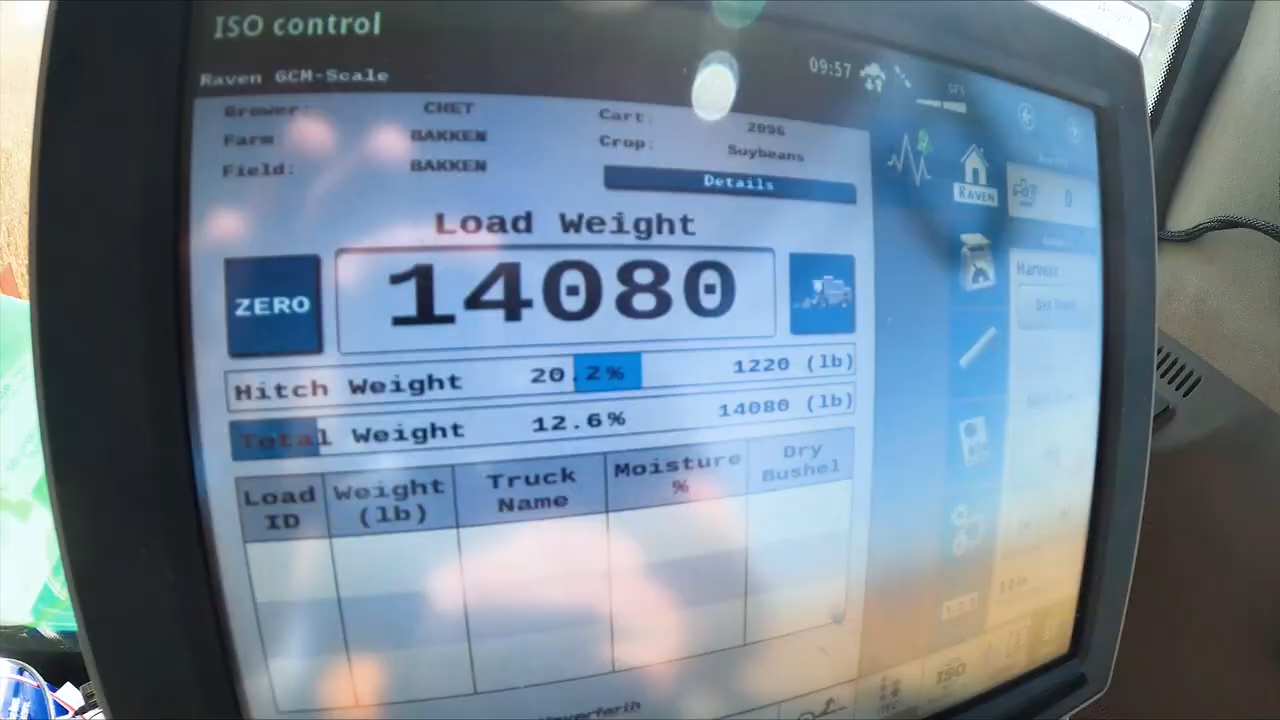 ISO control
09:57
Raven GCM-Scale
Grower: CHET
Farm BAKKEN
Field: BAKKEN
Cart: 2096
Crop: Soybeans
Details
Load Weight
ZERO
14080
Hitch Weight 20.2% 1220 (lb)
Total Weight 12.6% 14080 (lb)
Load ID
Weight (lb)
Truck Name
Moisture %
Dry Bushel
RAVEN
0
Harvest
ISO